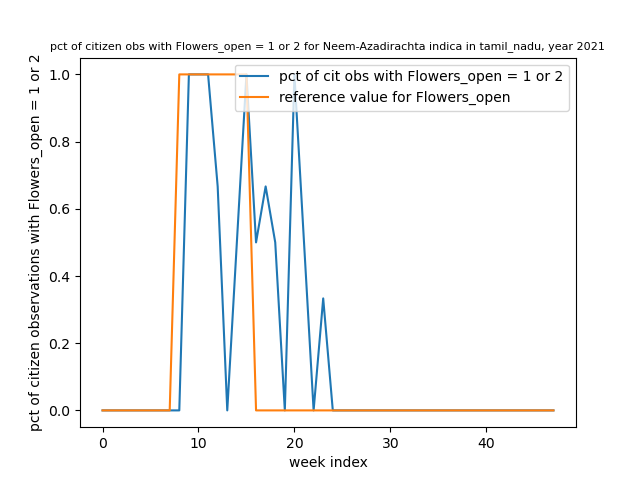 pct of citizen obs with Flowers_open = 1 or 2 for Neem-Azadirachta indica in tamil_nadu, year 2021
pct of cit obs with Flowers_open = 1 or 2
reference value for Flowers_open
pct of citizen observations with Flowers_open = 1 or 2
1.0
0.8
0.6
0.4
0.2
0.0
0 10 20 30 40
week index